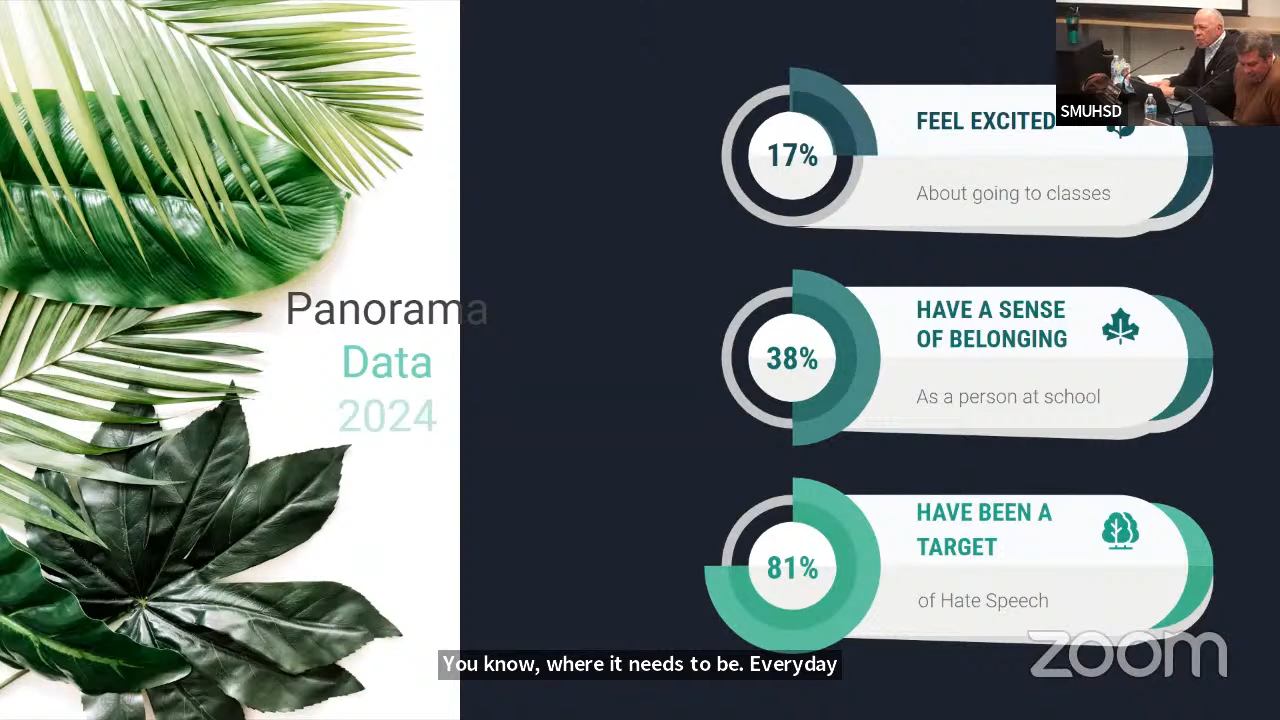 SMUHSD
Panorama
Data
2024
17%
FEEL EXCITED
About going to classes
38%
HAVE A SENSE
OF BELONGING
As a person at school
81%
HAVE BEEN A
TARGET
of Hate Speech
zoom
You know, where it needs to be. Everyday